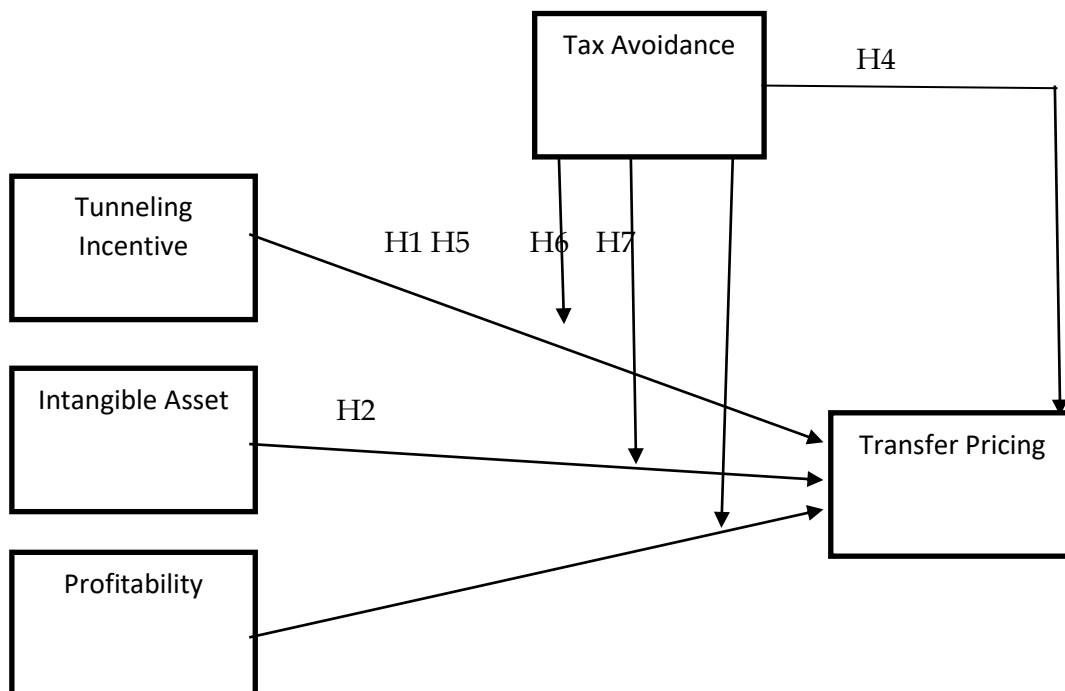 Tax Avoidance
H4
Tunneling
Incentive
H1 H5 H6 H7
Intangible Asset
H2
Transfer Pricing
Profitability